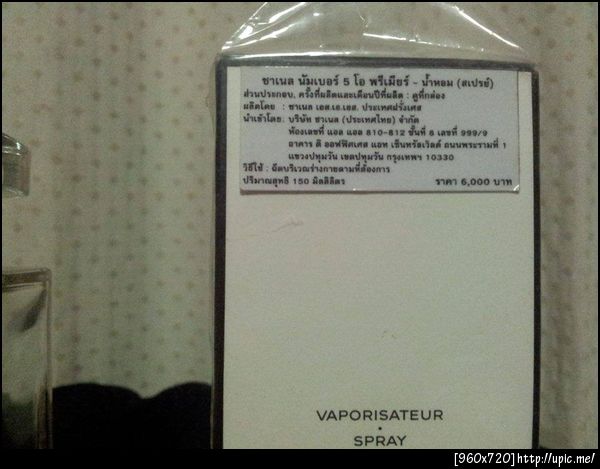 ชาเนล นัมเบอร์ 5 โอ พรีเมียร์ - น้ำหอม (สเปรย์)
ส่วนประกอบ, ครั้งที่ผลิตและเดือนปีที่ผลิต : ดูที่กล่อง
ผลิตโดย : ชาเนล เอส.เอ.เอส. ประเทศฝรั่งเศส
นำเข้าโดย: บริษัท ชาเนล (ประเทศไทย) จำกัด
ห้องเลขที่ แอล แอล 810-812 ชั้นที่ 8 เลขที่ 999/9
อาคาร ดิ ออฟฟิศเศส แอท เซ็นทรัลเวิลด์ ถนนพระรามที่ 1
แขวงปทุมวัน เขตปทุมวัน กรุงเทพฯ 10330
วิธีใช้ : ฉีดบริเวณร่างกายตามที่ต้องการ
ปริมาณสุทธิ 150 มิลลิลิตร ราคา 6,000 บาท
VAPORISATEUR
•
SPRAY
[960x720]http://upic.me/